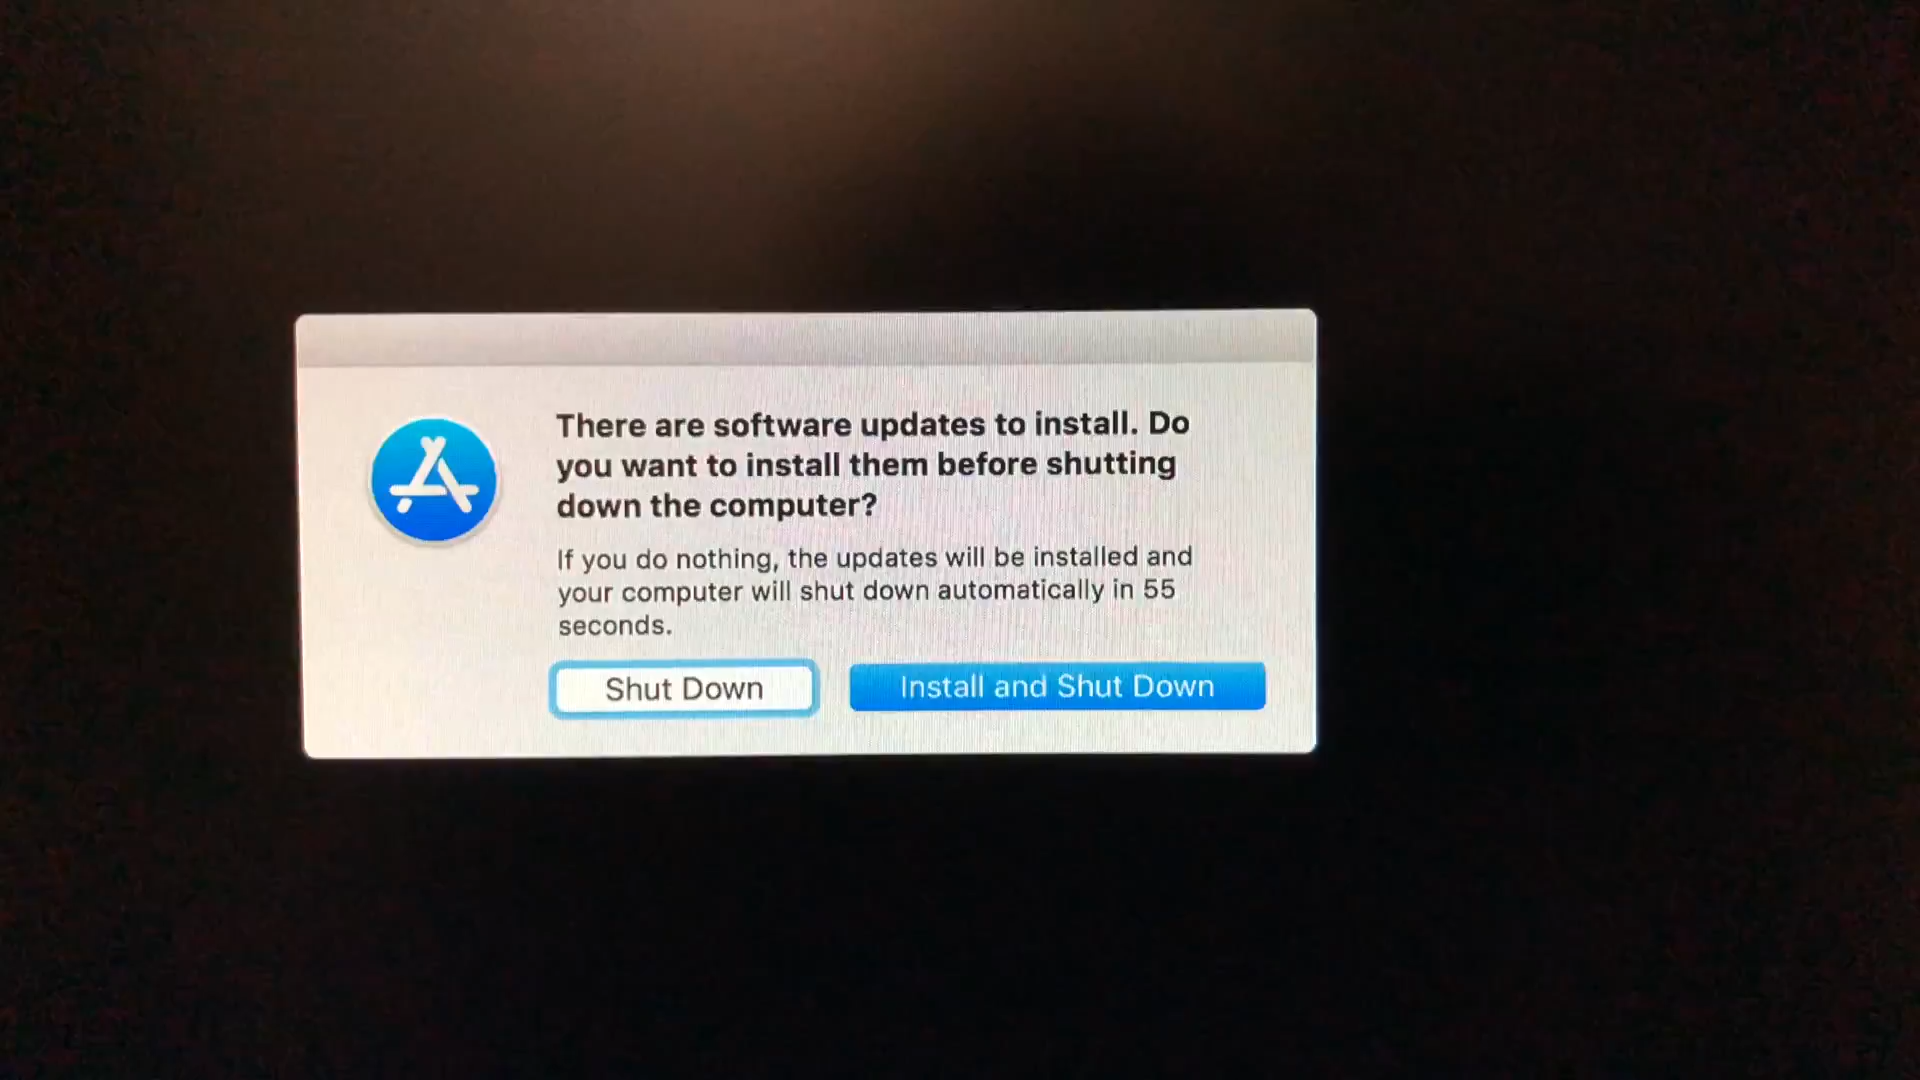 There are software updates to install. Do
you want to install them before shutting
down the computer?
If you do nothing, the updates will be installed and
your computer will shut down automatically in 55
seconds.
Shut Down
Install and Shut Down